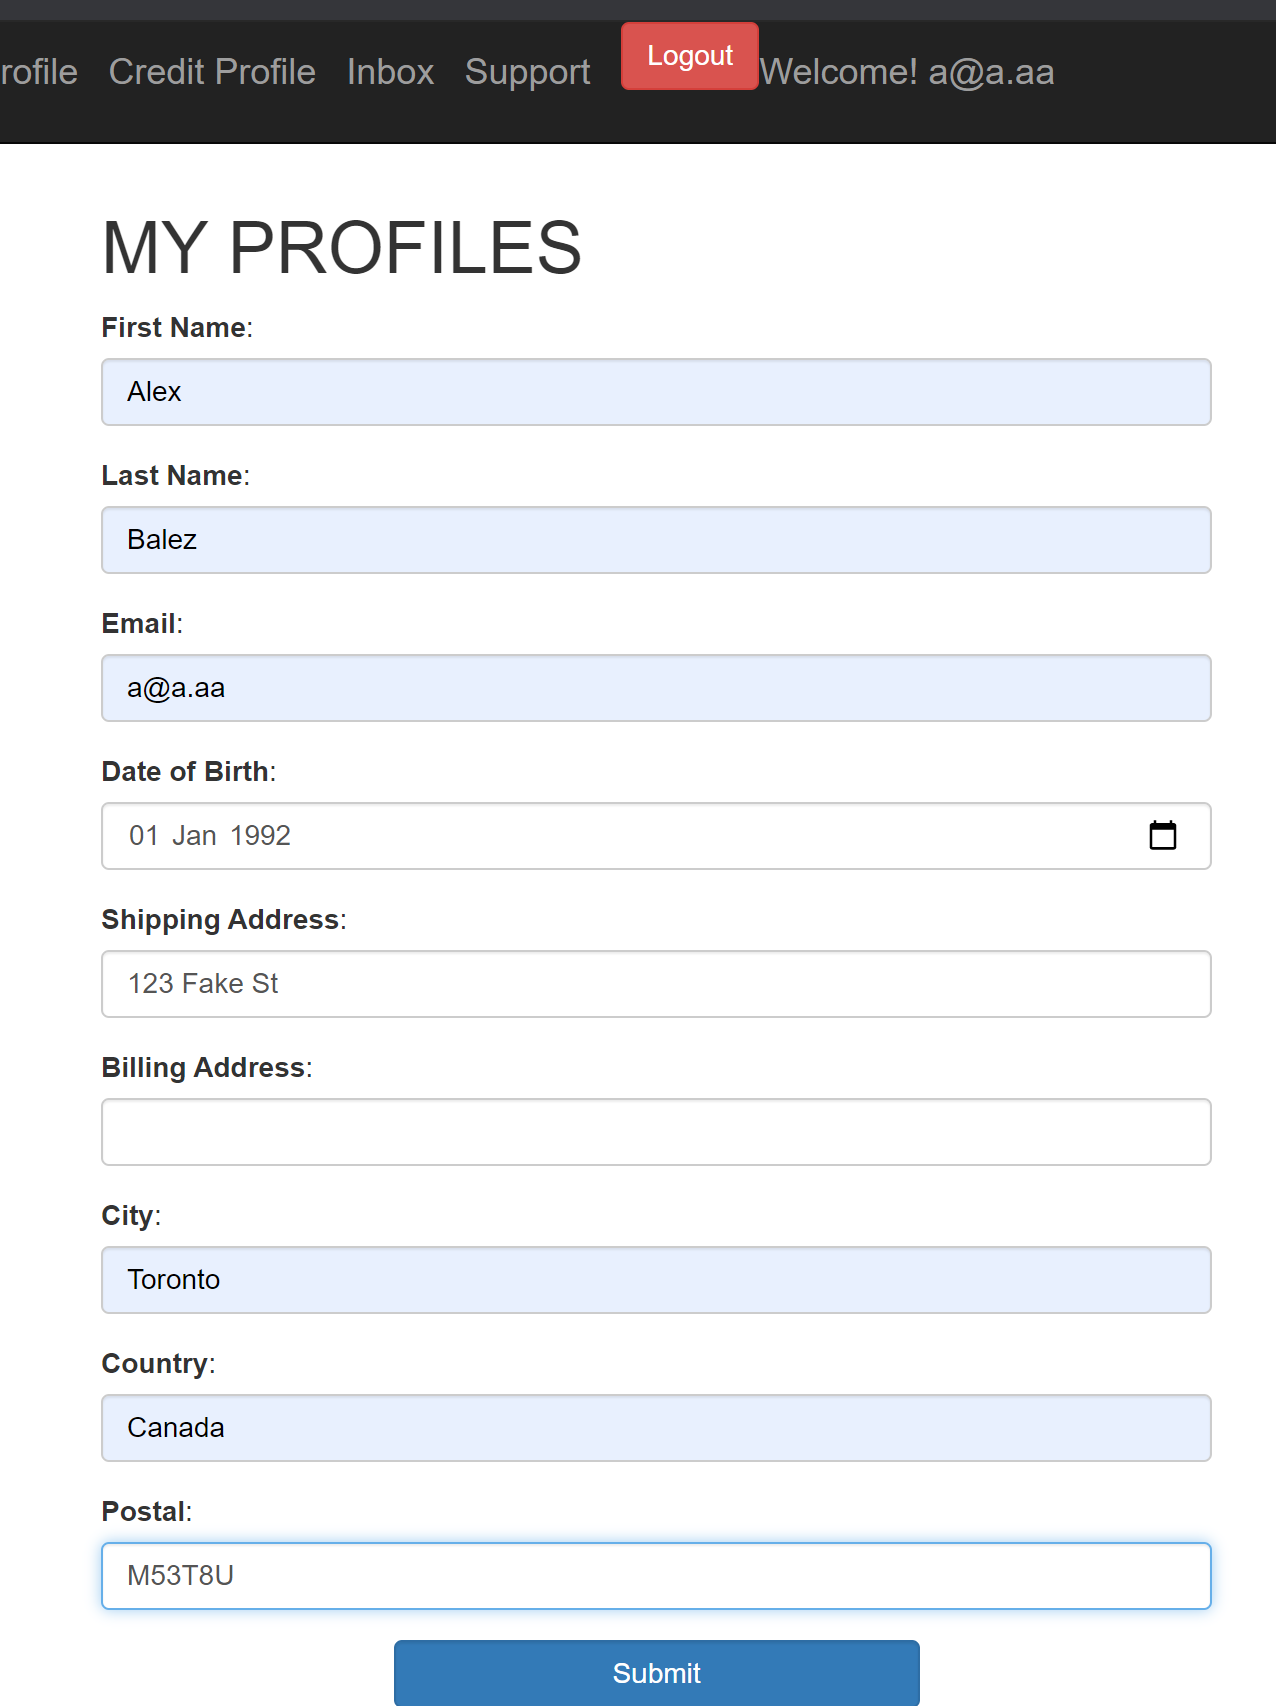 rofile Credit Profile Inbox Support Logout Welcome! a@a.aa
MY PROFILES
First Name:
Alex
Last Name:
Balez
Email:
a@a.aa
Date of Birth:
01 Jan 1992
Shipping Address:
123 Fake St
Billing Address:
City:
Toronto
Country:
Canada
Postal:
M53T8U
Submit